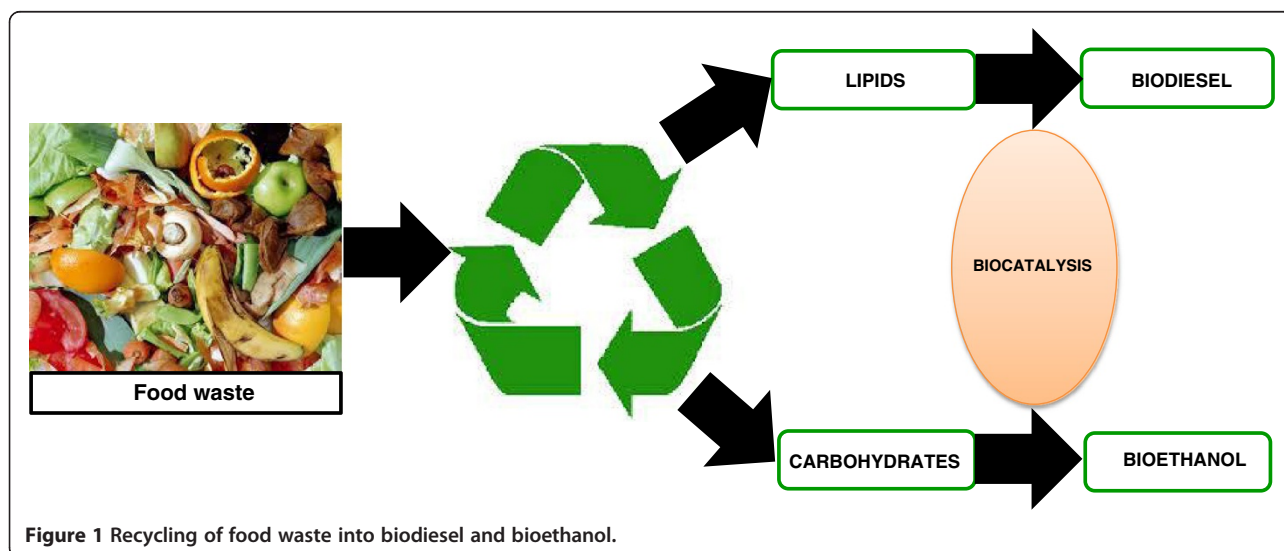 Food waste
LIPIDS
BIODIESEL
BIOCATALYSIS
CARBOHYDRATES
BIOETHANOL
Figure 1 Recycling of food waste into biodiesel and bioethanol.